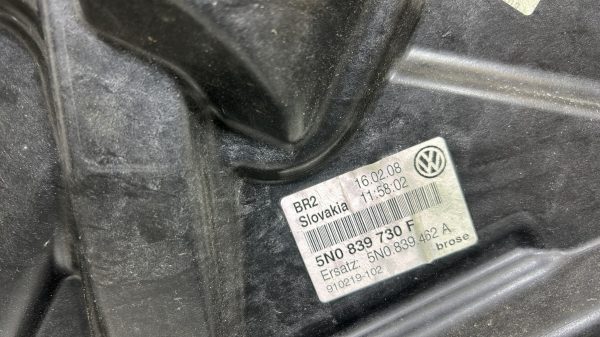 BR2 16.02.08
Slovakia 11:58:02
5N0 839 730 F
Ersatz: 5N0 839 462 A
910219-102 brose